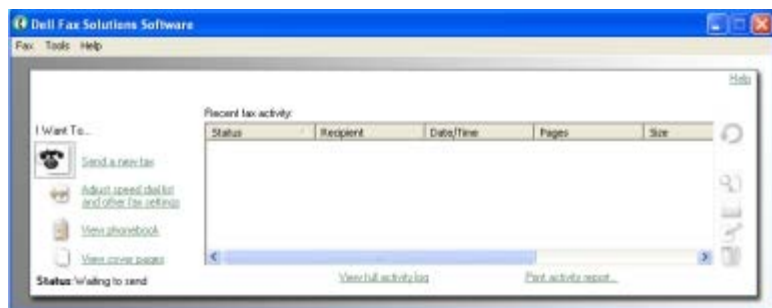 Dell Fax Solutions Software
Fax Tools Help
Help
Recent fax activity:
I Want To...
Status Recipient Date/Time Pages Size
Send a new fax
Adjust speed dial list
and other fax settings
View phonebook
View cover pages
Status: Waiting to send
View full activity log
Print activity report...